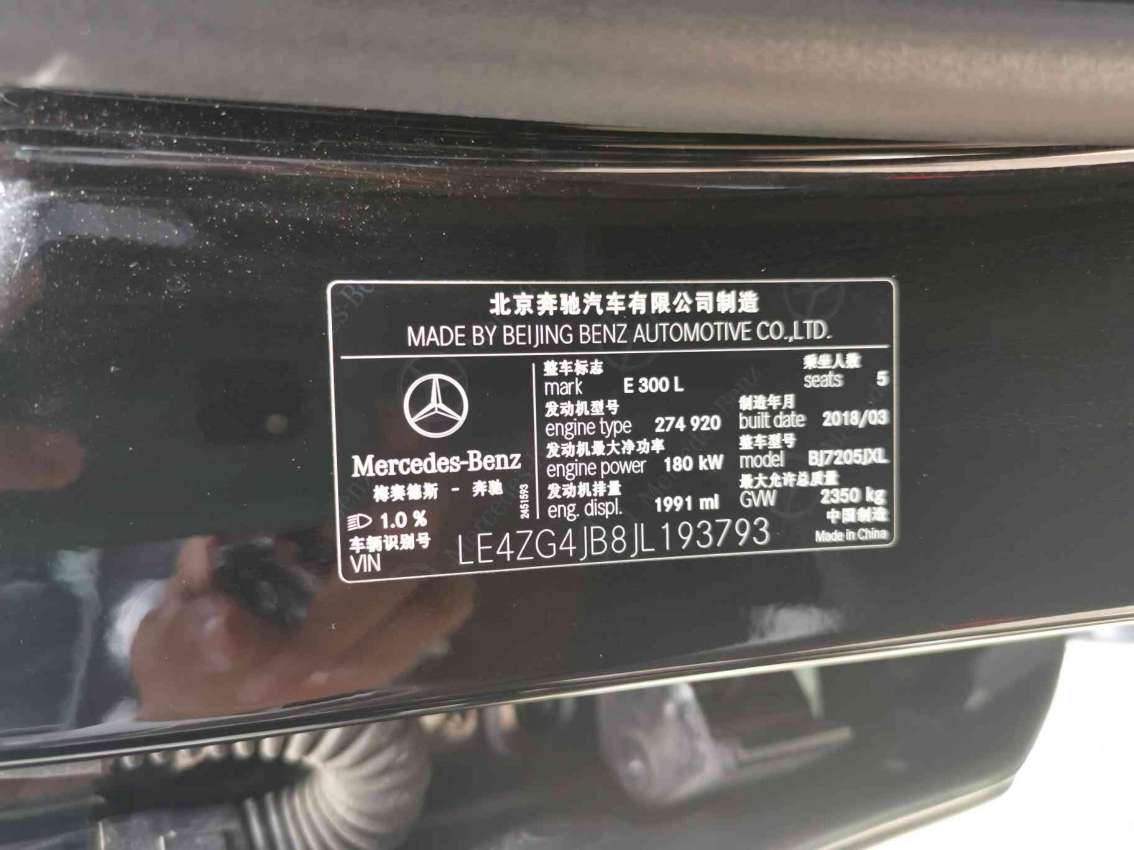 北京奔驰汽车有限公司制造
MADE BY BEIJING BENZ AUTOMOTIVE CO.,LTD.
整车标志 乘坐人数
mark E 300 L seats 5
发动机型号 制造年月
engine type 274 920 built date 2018/03
发动机最大净功率 整车型号
engine power 180 kW model BJ7205JXL
发动机排量 最大允许总质量
eng. displ. 1991 ml GVW 2350 kg
Mercedes-Benz
梅赛德斯 - 奔驰
2451593
1.0 %
中国制造
Made in China
车辆识别号
VIN LE4ZG4JB8JL193793